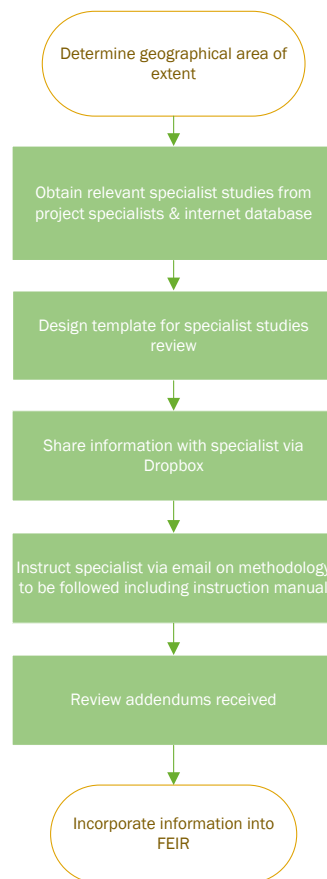 Determine geographical area of
extent
Obtain relevant specialist studies from
project specialists & internet database
Design template for specialist studies
review
Share information with specialist via
Dropbox
Instruct specialist via email on methodology
to be followed including instruction manual
Review addendums received
Incorporate information into
FEIR